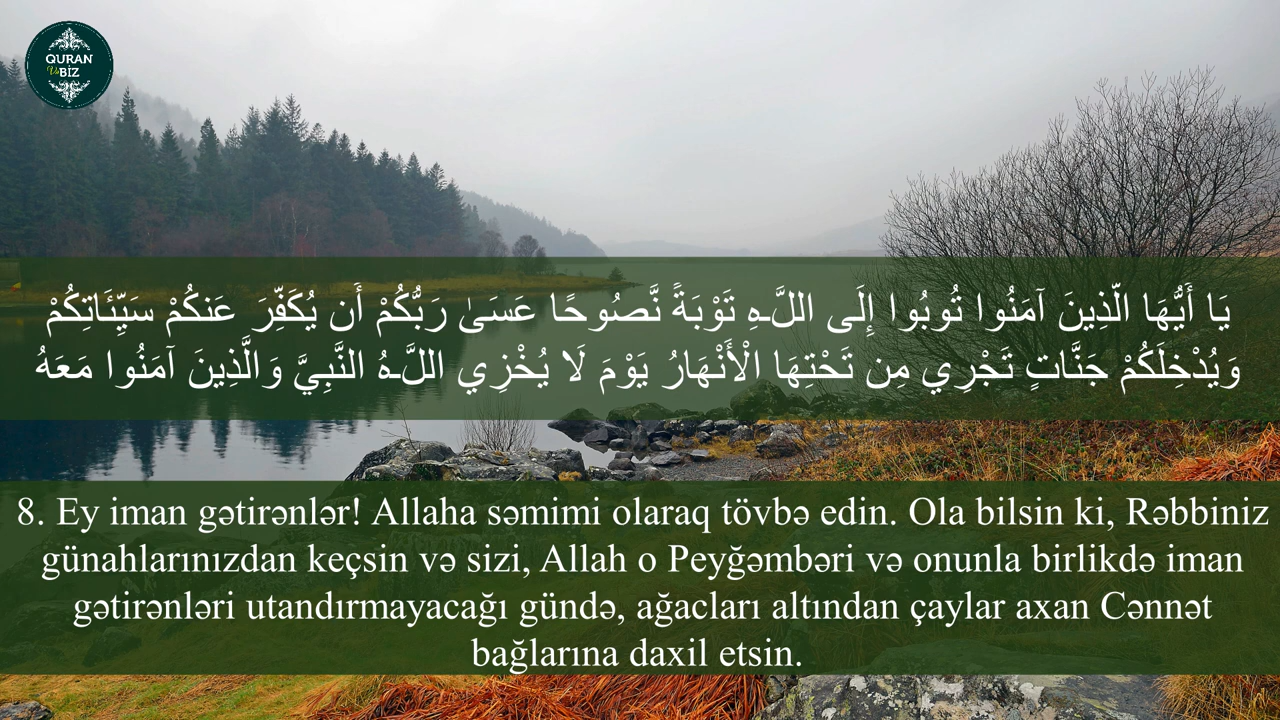 QURAN
Və BİZ
يَا أَيُّهَا الَّذِينَ آمَنُوا تُوبُوا إِلَى اللَّـهِ تَوْبَةً نَّصُوحًا عَسَىٰ رَبُّكُمْ أَن يُكَفِّرَ عَنكُمْ سَيِّئَاتِكُمْ
وَيُدْخِلَكُمْ جَنَّاتٍ تَجْرِي مِن تَحْتِهَا الْأَنْهَارُ يَوْمَ لَا يُخْزِي اللَّـهُ النَّبِيَّ وَالَّذِينَ آمَنُوا مَعَهُ
8. Ey iman gətirənlər! Allaha səmimi olaraq tövbə edin. Ola bilsin ki, Rəbbiniz
günahlarınızdan keçsin və sizi, Allah o Peyğəmbəri və onunla birlikdə iman
gətirənləri utandırmayacağı gündə, ağacları altından çaylar axan Cənnət
bağlarına daxil etsin.